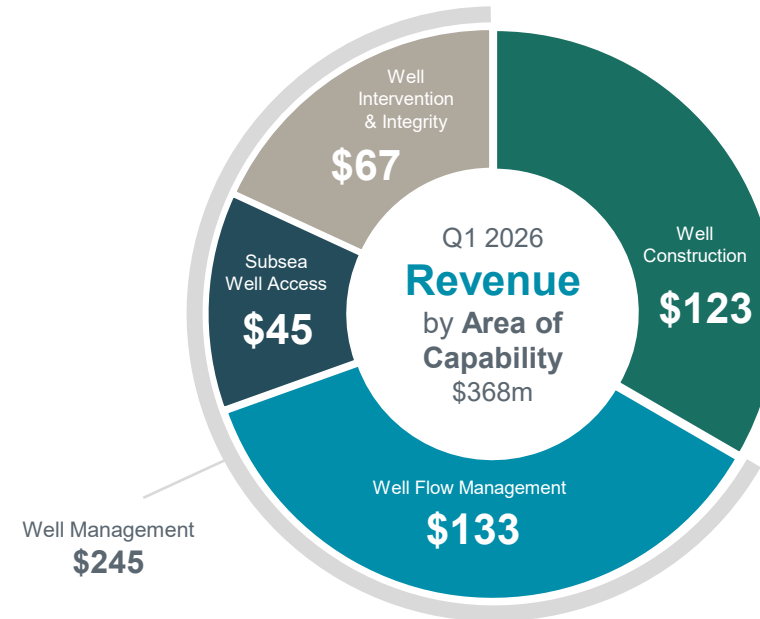 Well
Intervention
& Integrity
$67
Well
Construction
$123
Subsea
Well Access
$45
Q1 2026
Revenue
by Area of
Capability
$368m
Well Flow Management
$133
Well Management
$245